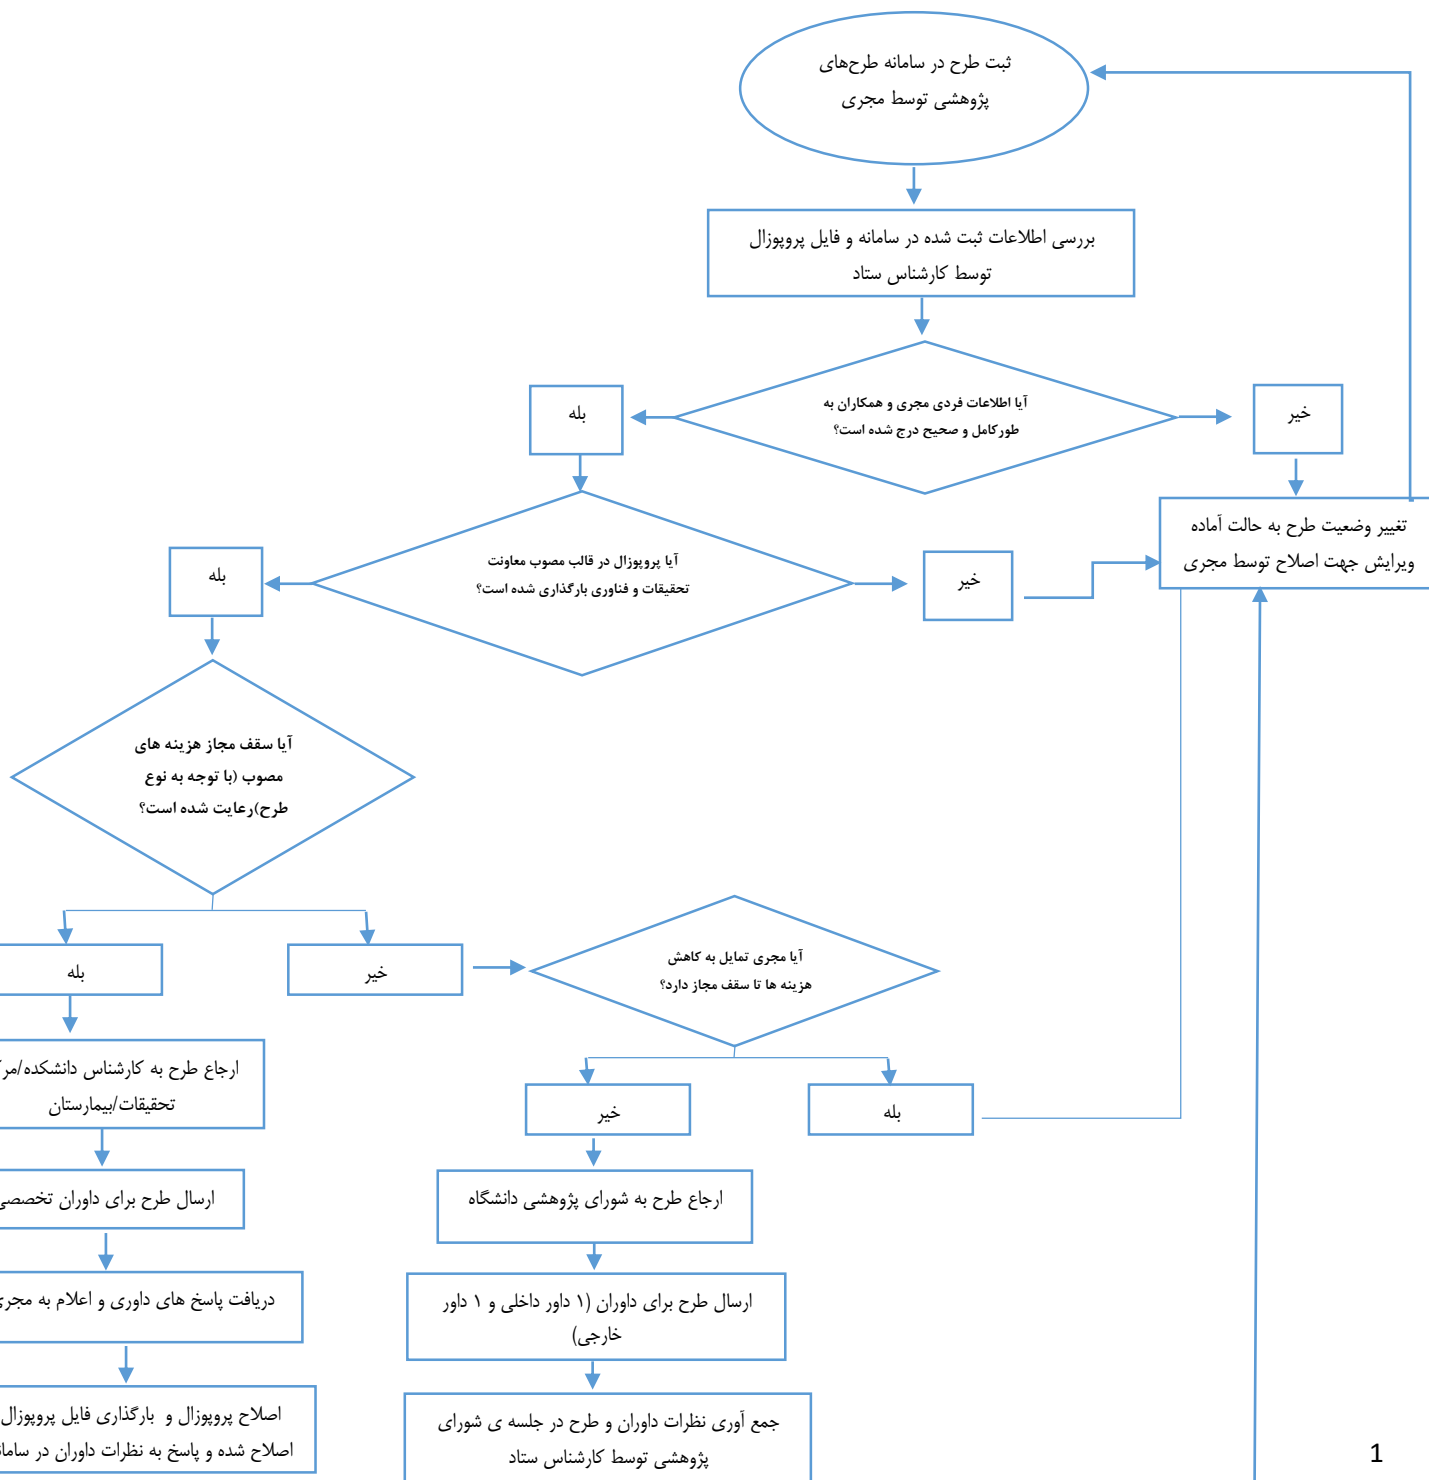 ثبت طرح در سامانه طرح‌های
پژوهشی توسط مجری
بررسی اطلاعات ثبت شده در سامانه و فایل پروپوزال
توسط کارشناس ستاد
آیا اطلاعات فردی مجری و همکاران به
طورکامل و صحیح درج شده است؟
خیر
بله
تغییر وضعیت طرح به حالت آماده
ویرایش جهت اصلاح توسط مجری
آیا پروپوزال در قالب مصوب معاونت
تحقیقات و فناوری بارگذاری شده است؟
خیر
بله
آیا سقف مجاز هزینه های
مصوب (با توجه به نوع
طرح)رعایت شده است؟
آیا مجری تمایل به کاهش
هزینه ها تا سقف مجاز دارد؟
خیر
بله
بله
خیر
ارجاع طرح به کارشناس دانشکده/
تحقیقات/بیمارستان
ارجاع طرح به شورای پژوهشی دانشگاه
ارسال طرح برای داوران
ارسال طرح برای داوران (۱ داور داخلی و ۱ داور
خارجی)
دریافت پاسخ های داوری و اعلام به
جمع آوری نظرات داوران و طرح در جلسه ی شورای
پژوهشی توسط کارشناس ستاد
اصلاح پروپوزال و بارگذاری فایل پروپوزال
اصلاح شده و پاسخ به نظرات داوران در
1